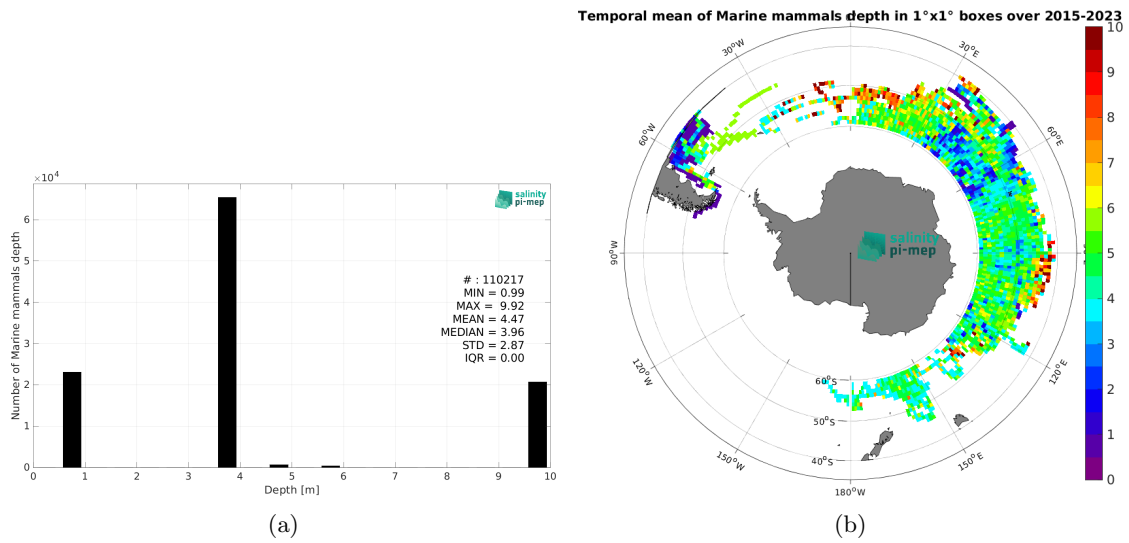 ×10⁴
6
5
4
3
2
1
0
Number of Marine mammals depth
salinity
pi-mep
# : 110217
MIN = 0.99
MAX = 9.92
MEAN = 4.47
MEDIAN = 3.96
STD = 2.87
IQR = 0.00
0 1 2 3 4 5 6 7 8 9 10
Depth [m]
(a)
Temporal mean of Marine mammals depth in 1°x1° boxes over 2015-2023
30°W
30°E
60°W
60°E
90°W
120°W
120°E
150°W
150°E
180°W
60°S
50°S
40°S
salinity
pi-mep
10
9
8
7
6
5
4
3
2
1
0
(b)